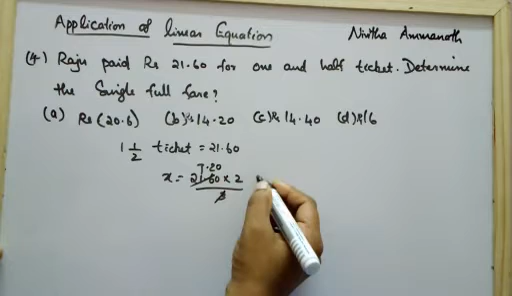 Application of linear Equation
Nivitha Ammanath
(4) Raju paid Rs 21.60 for one and half ticket. Determine
the Single full fare?
(a) Rs (20.6) (b) Rs 14.20 (c) Rs 14.40 (d) Rs 16
1 1/2 ticket = 21.60
7.20
x = 21.60 x 2
3